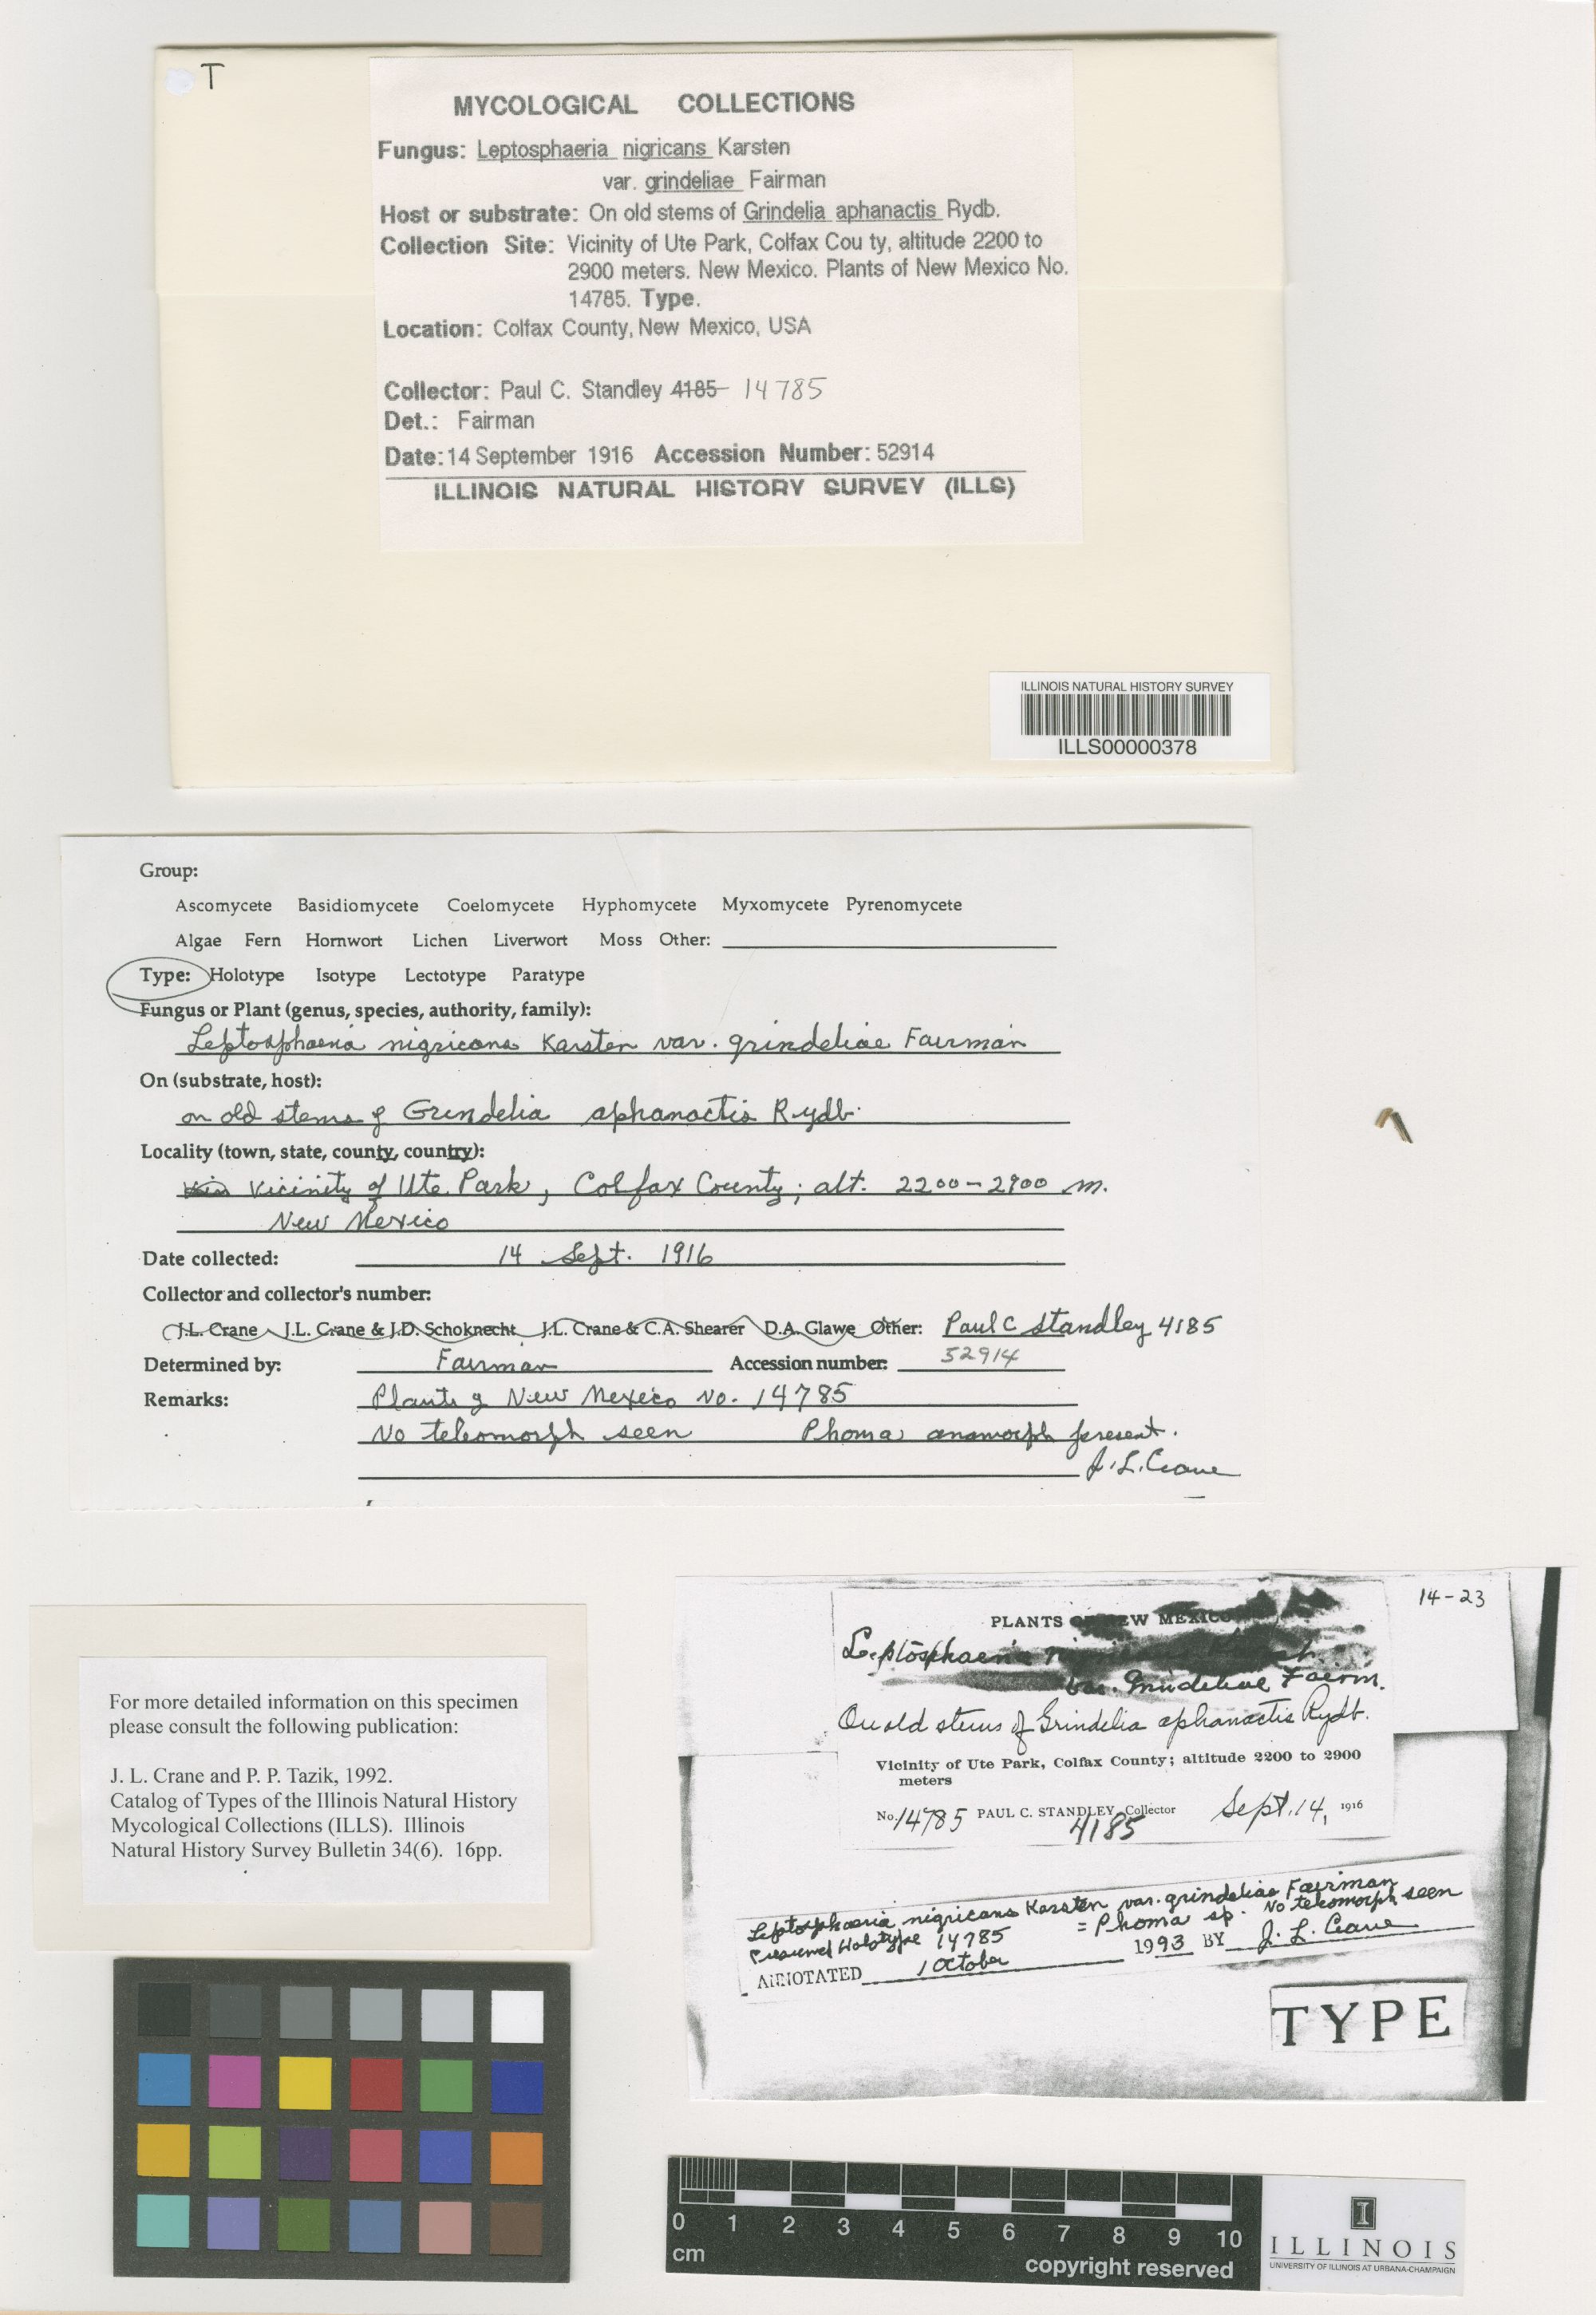 T
MYCOLOGICAL COLLECTIONS
Fungus: Leptosphaeria nigricans Karsten
var. grindeliae Fairman
Host or substrate: On old stems of Grindelia aphanactis Rydb.
Collection Site: Vicinity of Ute Park, Colfax Cou ty, altitude 2200 to
2900 meters. New Mexico. Plants of New Mexico No.
14785. Type.
Location: Colfax County, New Mexico, USA
Collector: Paul C. Standley 4185 14785
Det.: Fairman
Date: 14 September 1916 Accession Number: 52914
ILLINOIS NATURAL HISTORY SURVEY (ILLS)
ILLINOIS NATURAL HISTORY SURVEY
ILLS00000378
Group:
Ascomycete Basidiomycete Coelomycete Hyphomycete Myxomycete Pyrenomycete
Algae Fern Hornwort Lichen Liverwort Moss Other:
Type: Holotype Isotype Lectotype Paratype
Fungus or Plant (genus, species, authority, family):
Leptosphaeria nigricans Karsten var. grindeliae Fairman
On (substrate, host):
on old stems of Grindelia aphanactis Rydb.
Locality (town, state, county, country):
Vicinity of Ute Park, Colfax County; alt. 2200-2900 m.
New Mexico
Date collected: 14 Sept. 1916
Collector and collector's number:
J.L. Crane J.L. Crane & J.D. Schoknecht J.L. Crane & C.A. Shearer D.A. Glawe Other: Paul C Standley 4185
Determined by: Fairman Accession number: 52914
Remarks: Plants of New Mexico No. 14785
No teleomorph seen Phoma anamorph present.
J.L. Crane
14-23
PLANTS OF NEW MEXICO
Leptosphaeria
var. Grindeliae Fairm.
On old stems of Grindelia aphanactis Rydb.
Vicinity of Ute Park, Colfax County; altitude 2200 to 2900
meters
No. 14785 PAUL C. STANDLEY, Collector Sept. 14, 1916
4185
Leptosphaeria nigricans Karsten var. grindeliae Fairman
Presumed Holotype 14785 = Phoma sp. No teleomorph seen
ANNOTATED 1 October 1993 BY J. L. Crane
TYPE
For more detailed information on this specimen
please consult the following publication:
J. L. Crane and P. P. Tazik, 1992.
Catalog of Types of the Illinois Natural History
Mycological Collections (ILLS). Illinois
Natural History Survey Bulletin 34(6). 16pp.
0 1 2 3 4 5 6 7 8 9 10
cm
copyright reserved
I
ILLINOIS
UNIVERSITY OF ILLINOIS AT URBANA-CHAMPAIGN